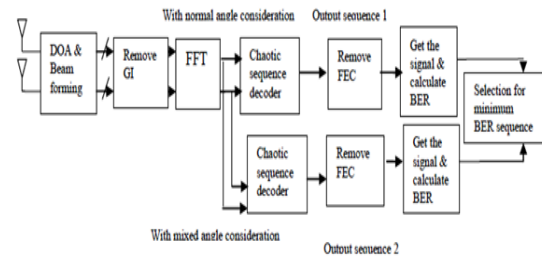 With normal angle consideration
Output sequence 1
DOA &
Beam
forming
Remove
GI
FFT
Chaotic
sequence
decoder
Remove
FEC
Get the
signal &
calculate
BER
Selection for
minimum
BER sequence
Chaotic
sequence
decoder
Remove
FEC
Get the
signal &
calculate
BER
With mixed angle consideration
Output sequence 2